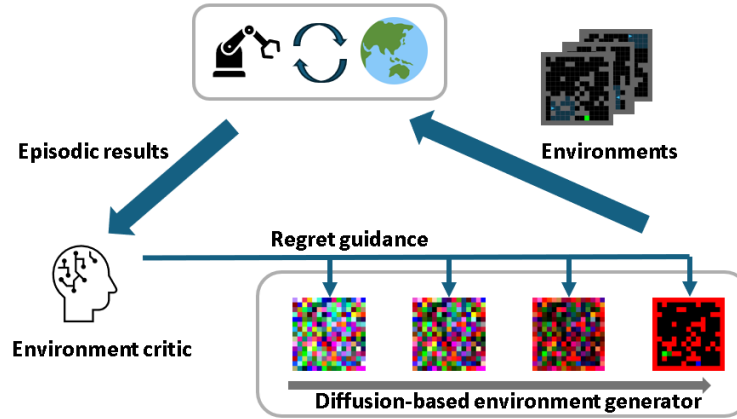 Episodic results
Environments
Regret guidance
Environment critic
Diffusion-based environment generator